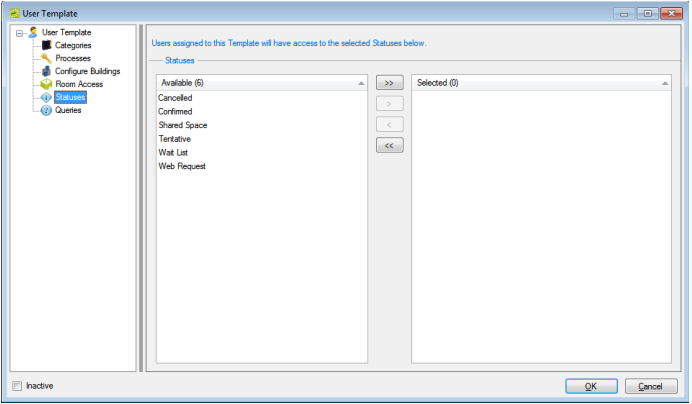 User Template
User Template
Categories
Processes
Configure Buildings
Room Access
Statuses
Queries
Users assigned to this Template will have access to the selected Statuses below.
Statuses
Available (6)
Cancelled
Confirmed
Shared Space
Tentative
Wait List
Web Request
>>
>
<
<<
Selected (0)
Inactive
OK
Cancel